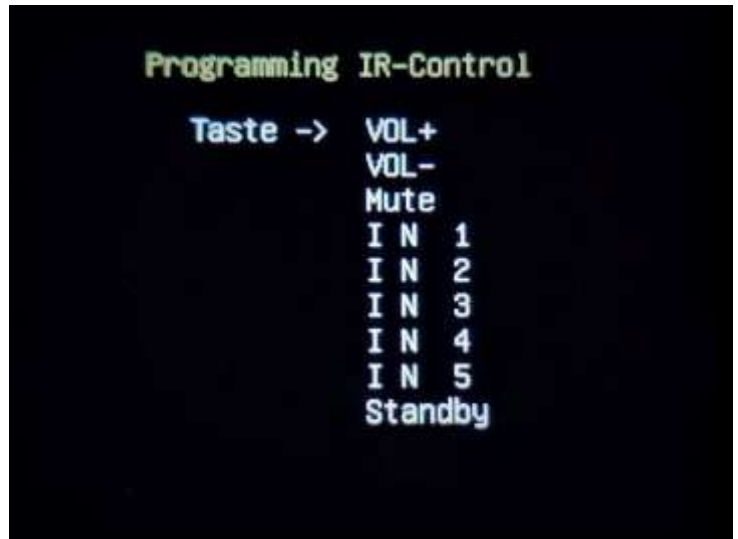 Programming IR-Control
Taste -> VOL+
VOL-
Mute
I N 1
I N 2
I N 3
I N 4
I N 5
Standby